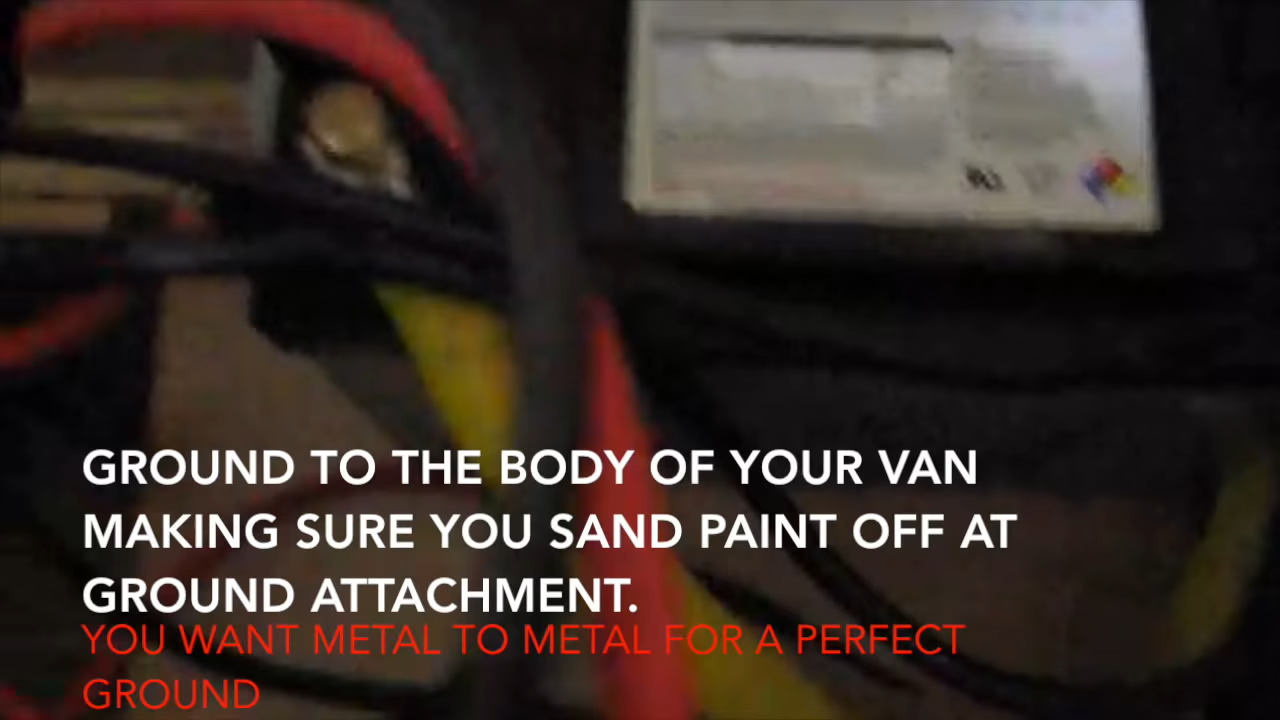 GROUND TO THE BODY OF YOUR VAN
MAKING SURE YOU SAND PAINT OFF AT
GROUND ATTACHMENT.
YOU WANT METAL TO METAL FOR A PERFECT
GROUND